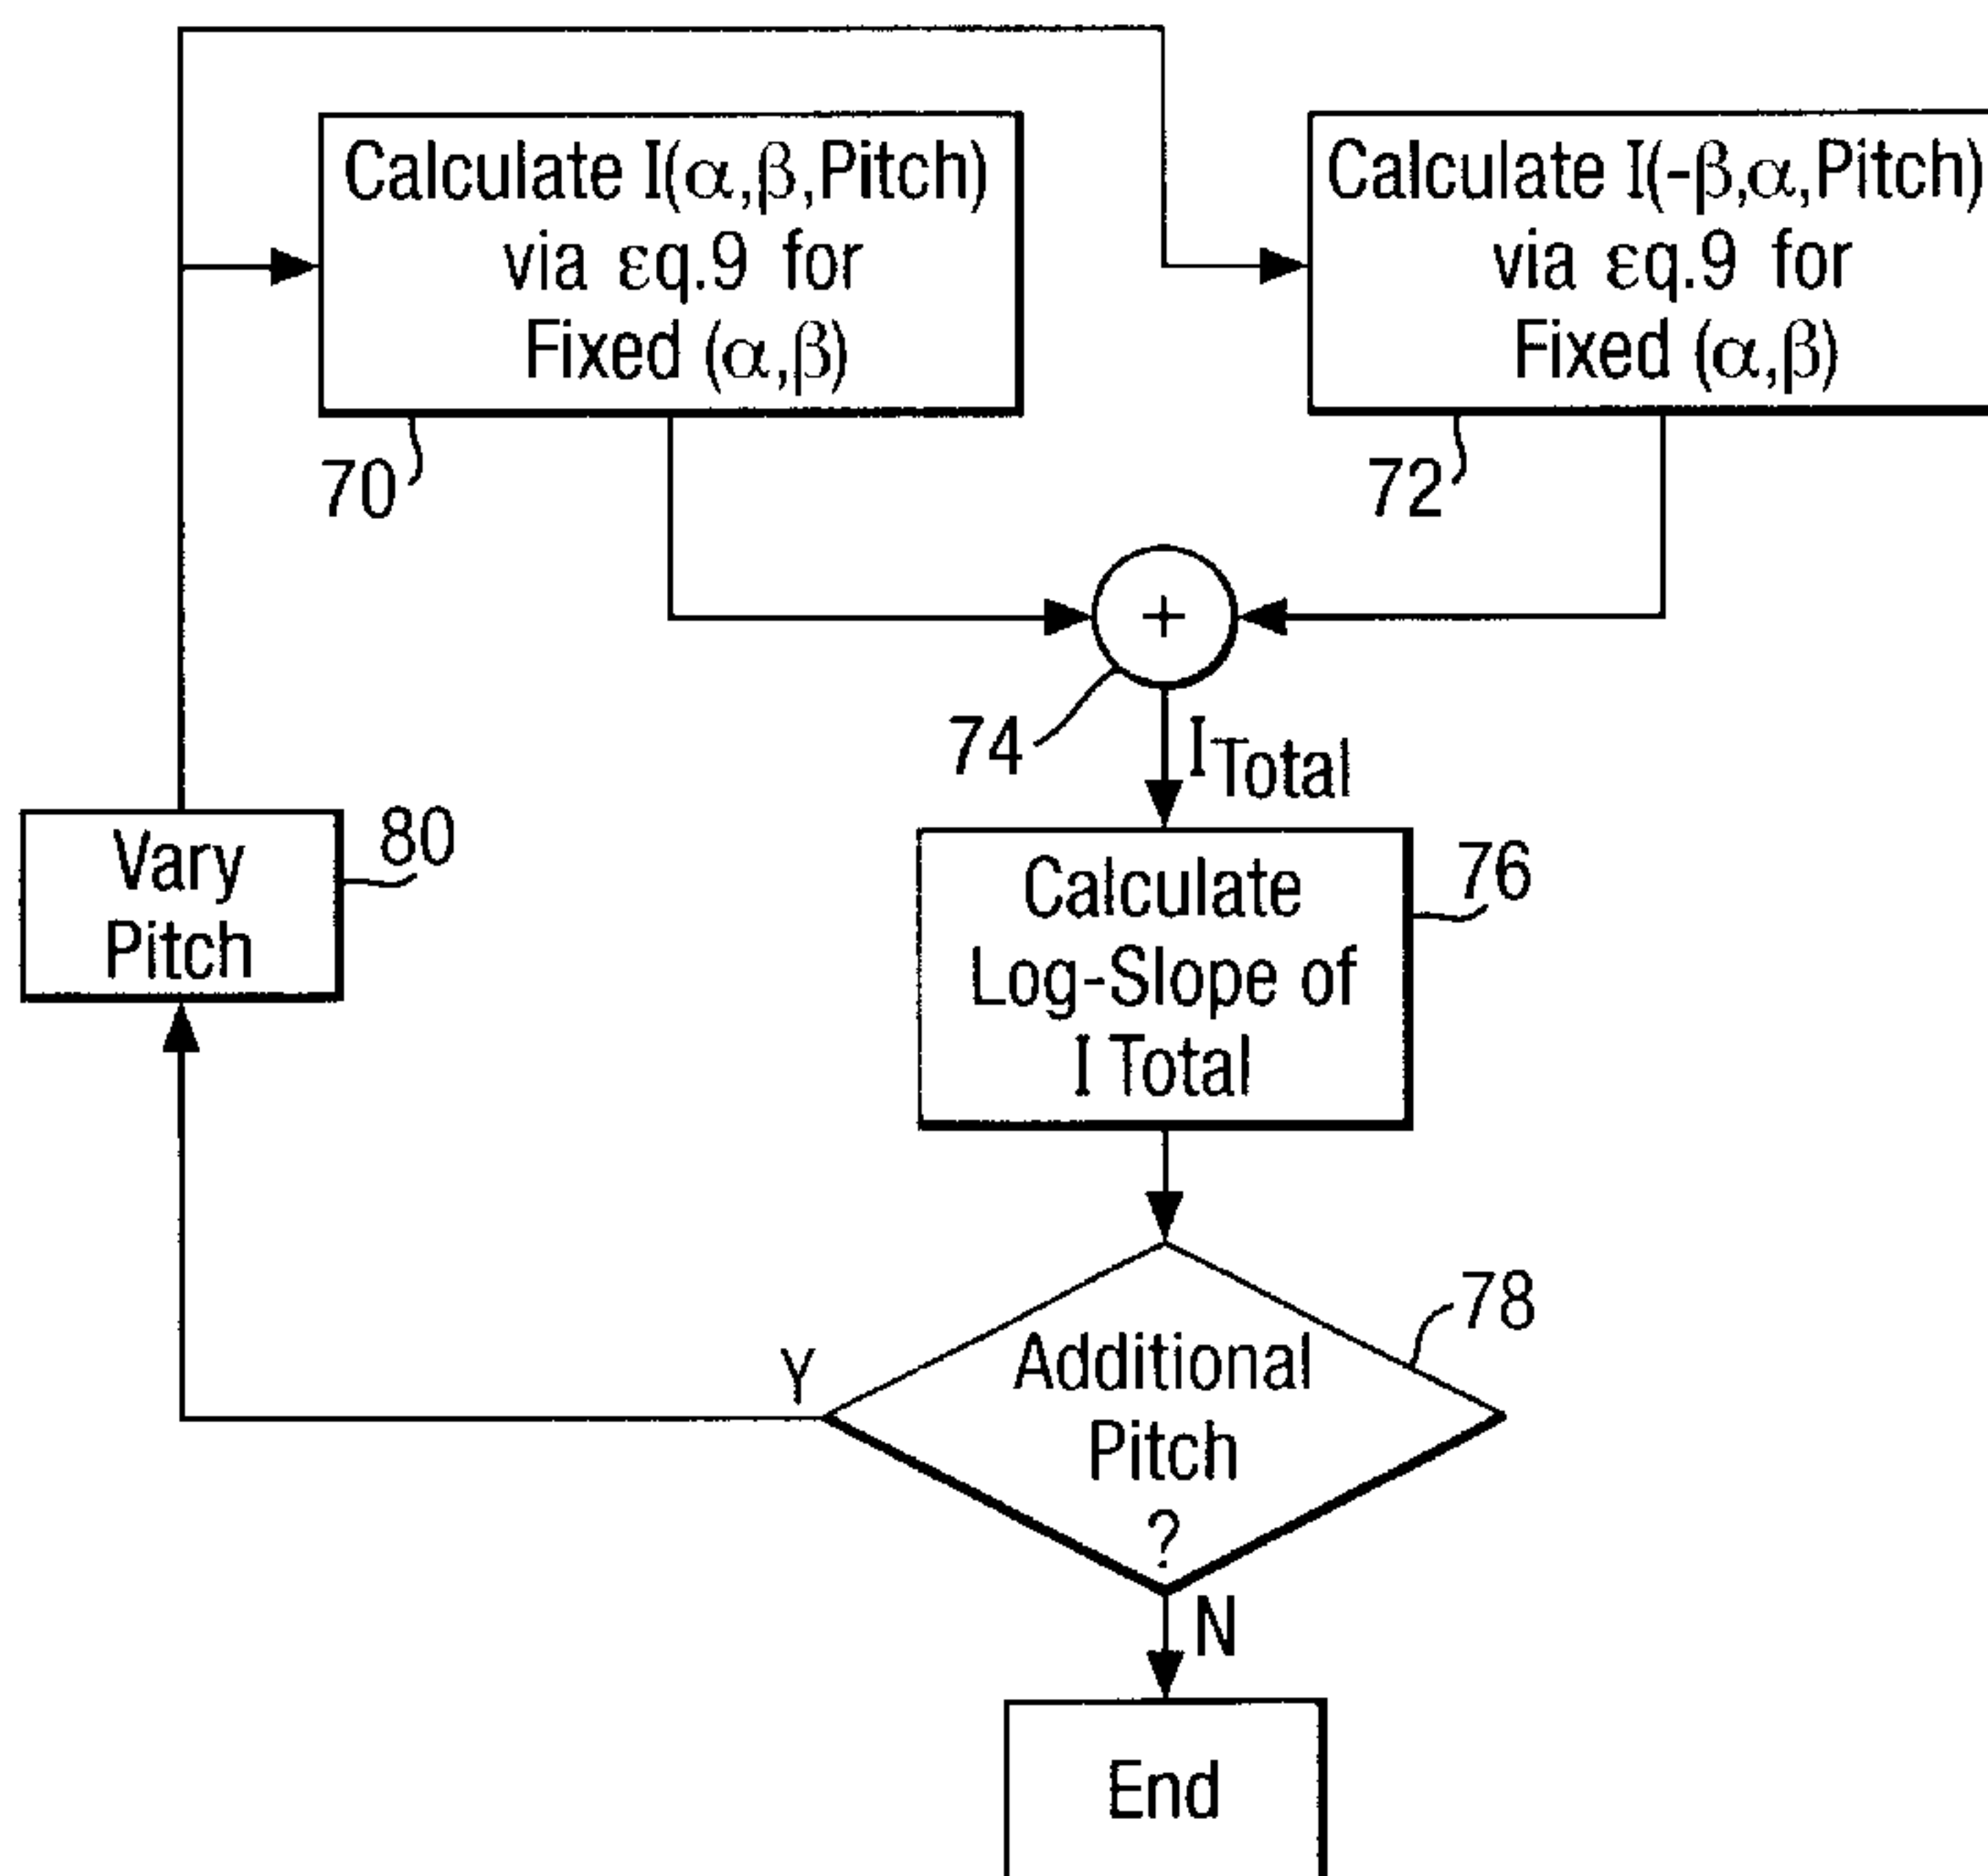 Calculate I(α,β,Pitch)
via εq.9 for
Fixed (α,β)
70
Calculate I(-β,α,Pitch)
via εq.9 for
Fixed (α,β)
72
+
74
I Total
Vary
Pitch
80
Calculate
Log-Slope of
I Total
76
Additional
Pitch
?
78
Y
N
End